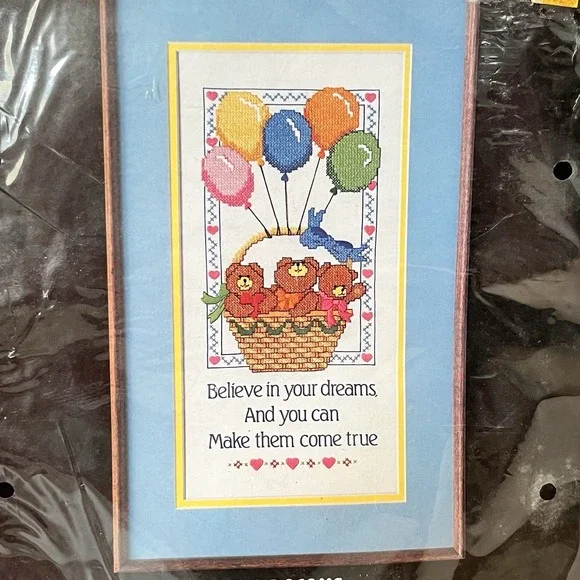 Believe in your dreams,
And you can
Make them come true